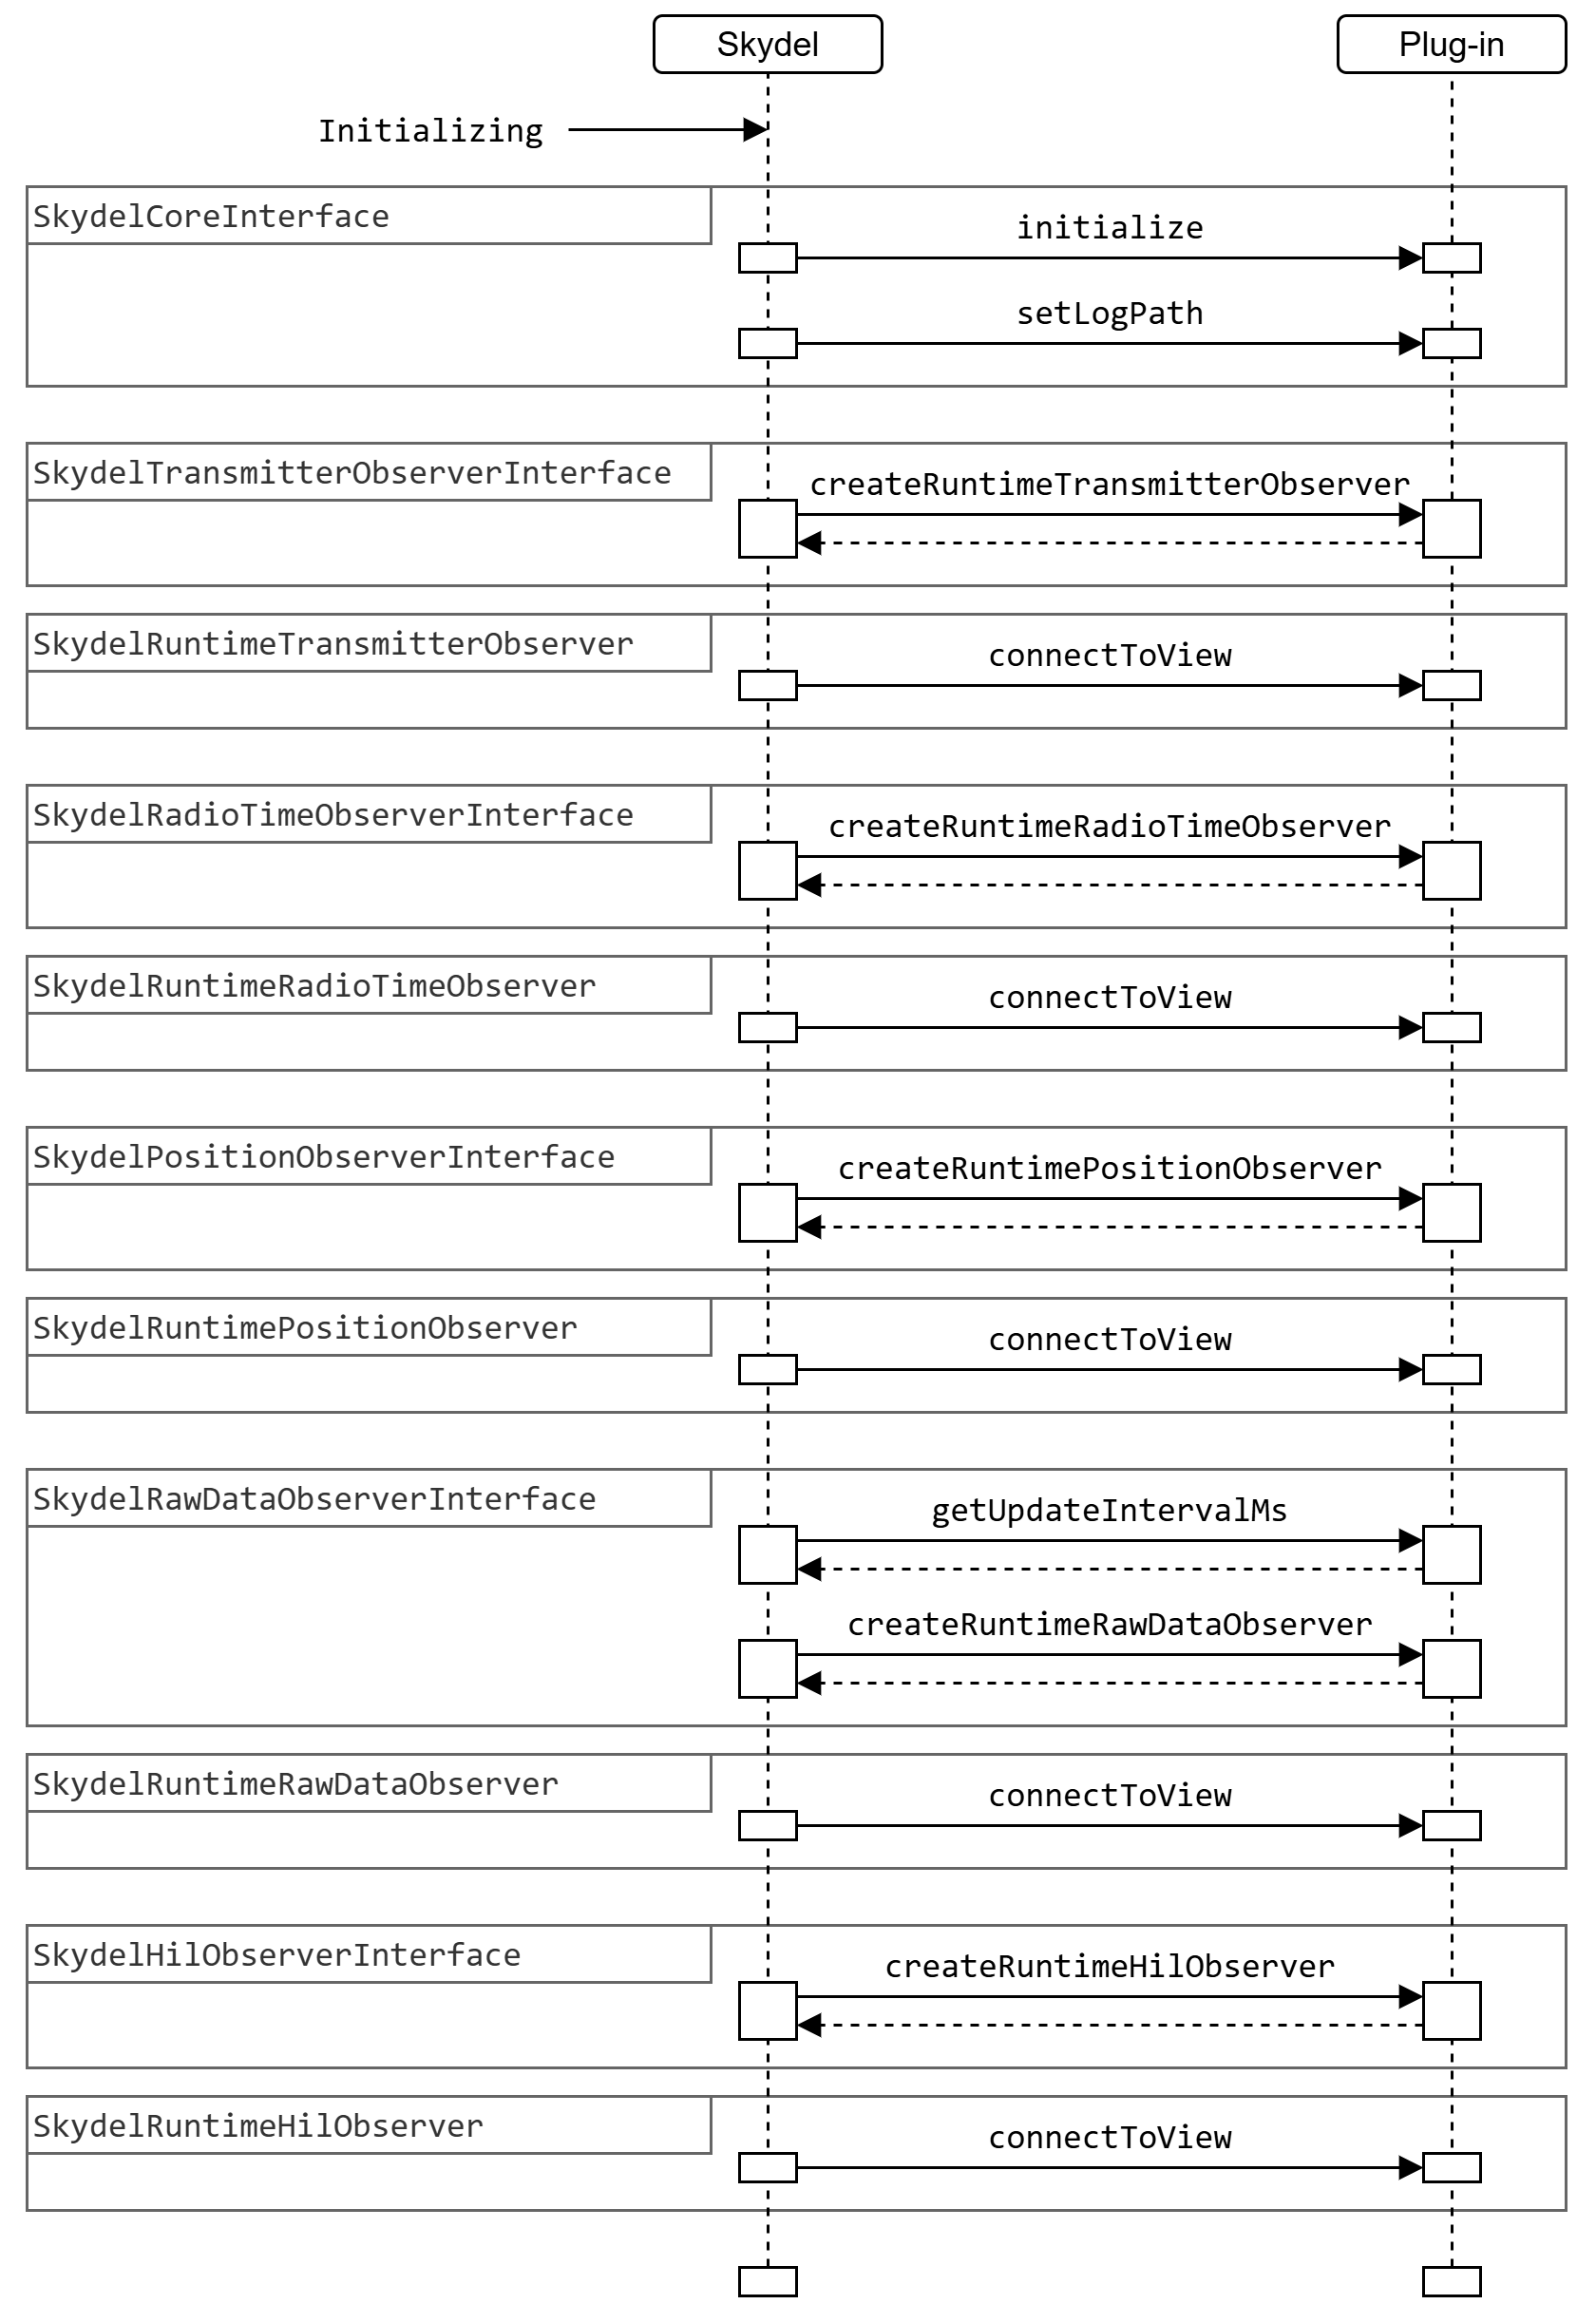 Skydel
Plug-in
Initializing
SkydelCoreInterface
initialize
setLogPath
SkydelTransmitterObserverInterface
createRuntimeTransmitterObserver
SkydelRuntimeTransmitterObserver
connectToView
SkydelRadioTimeObserverInterface
createRuntimeRadioTimeObserver
SkydelRuntimeRadioTimeObserver
connectToView
SkydelPositionObserverInterface
createRuntimePositionObserver
SkydelRuntimePositionObserver
connectToView
SkydelRawDataObserverInterface
getUpdateIntervalMs
createRuntimeRawDataObserver
SkydelRuntimeRawDataObserver
connectToView
SkydelHilObserverInterface
createRuntimeHilObserver
SkydelRuntimeHilObserver
connectToView